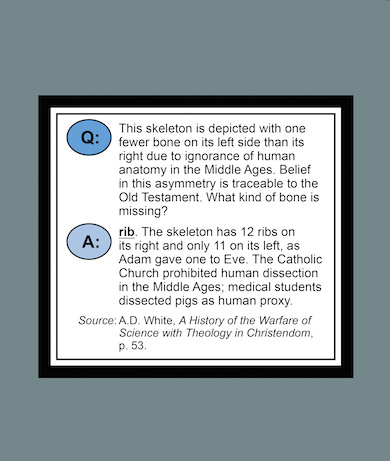 Q: This skeleton is depicted with one
fewer bone on its left side than its
right due to ignorance of human
anatomy in the Middle Ages. Belief
in this asymmetry is traceable to the
Old Testament. What kind of bone is
missing?
A: rib. The skeleton has 12 ribs on
its right and only 11 on its left, as
Adam gave one to Eve. The Catholic
Church prohibited human dissection
in the Middle Ages; medical students
dissected pigs as human proxy.
Source: A.D. White, A History of the Warfare of
Science with Theology in Christendom,
p. 53.